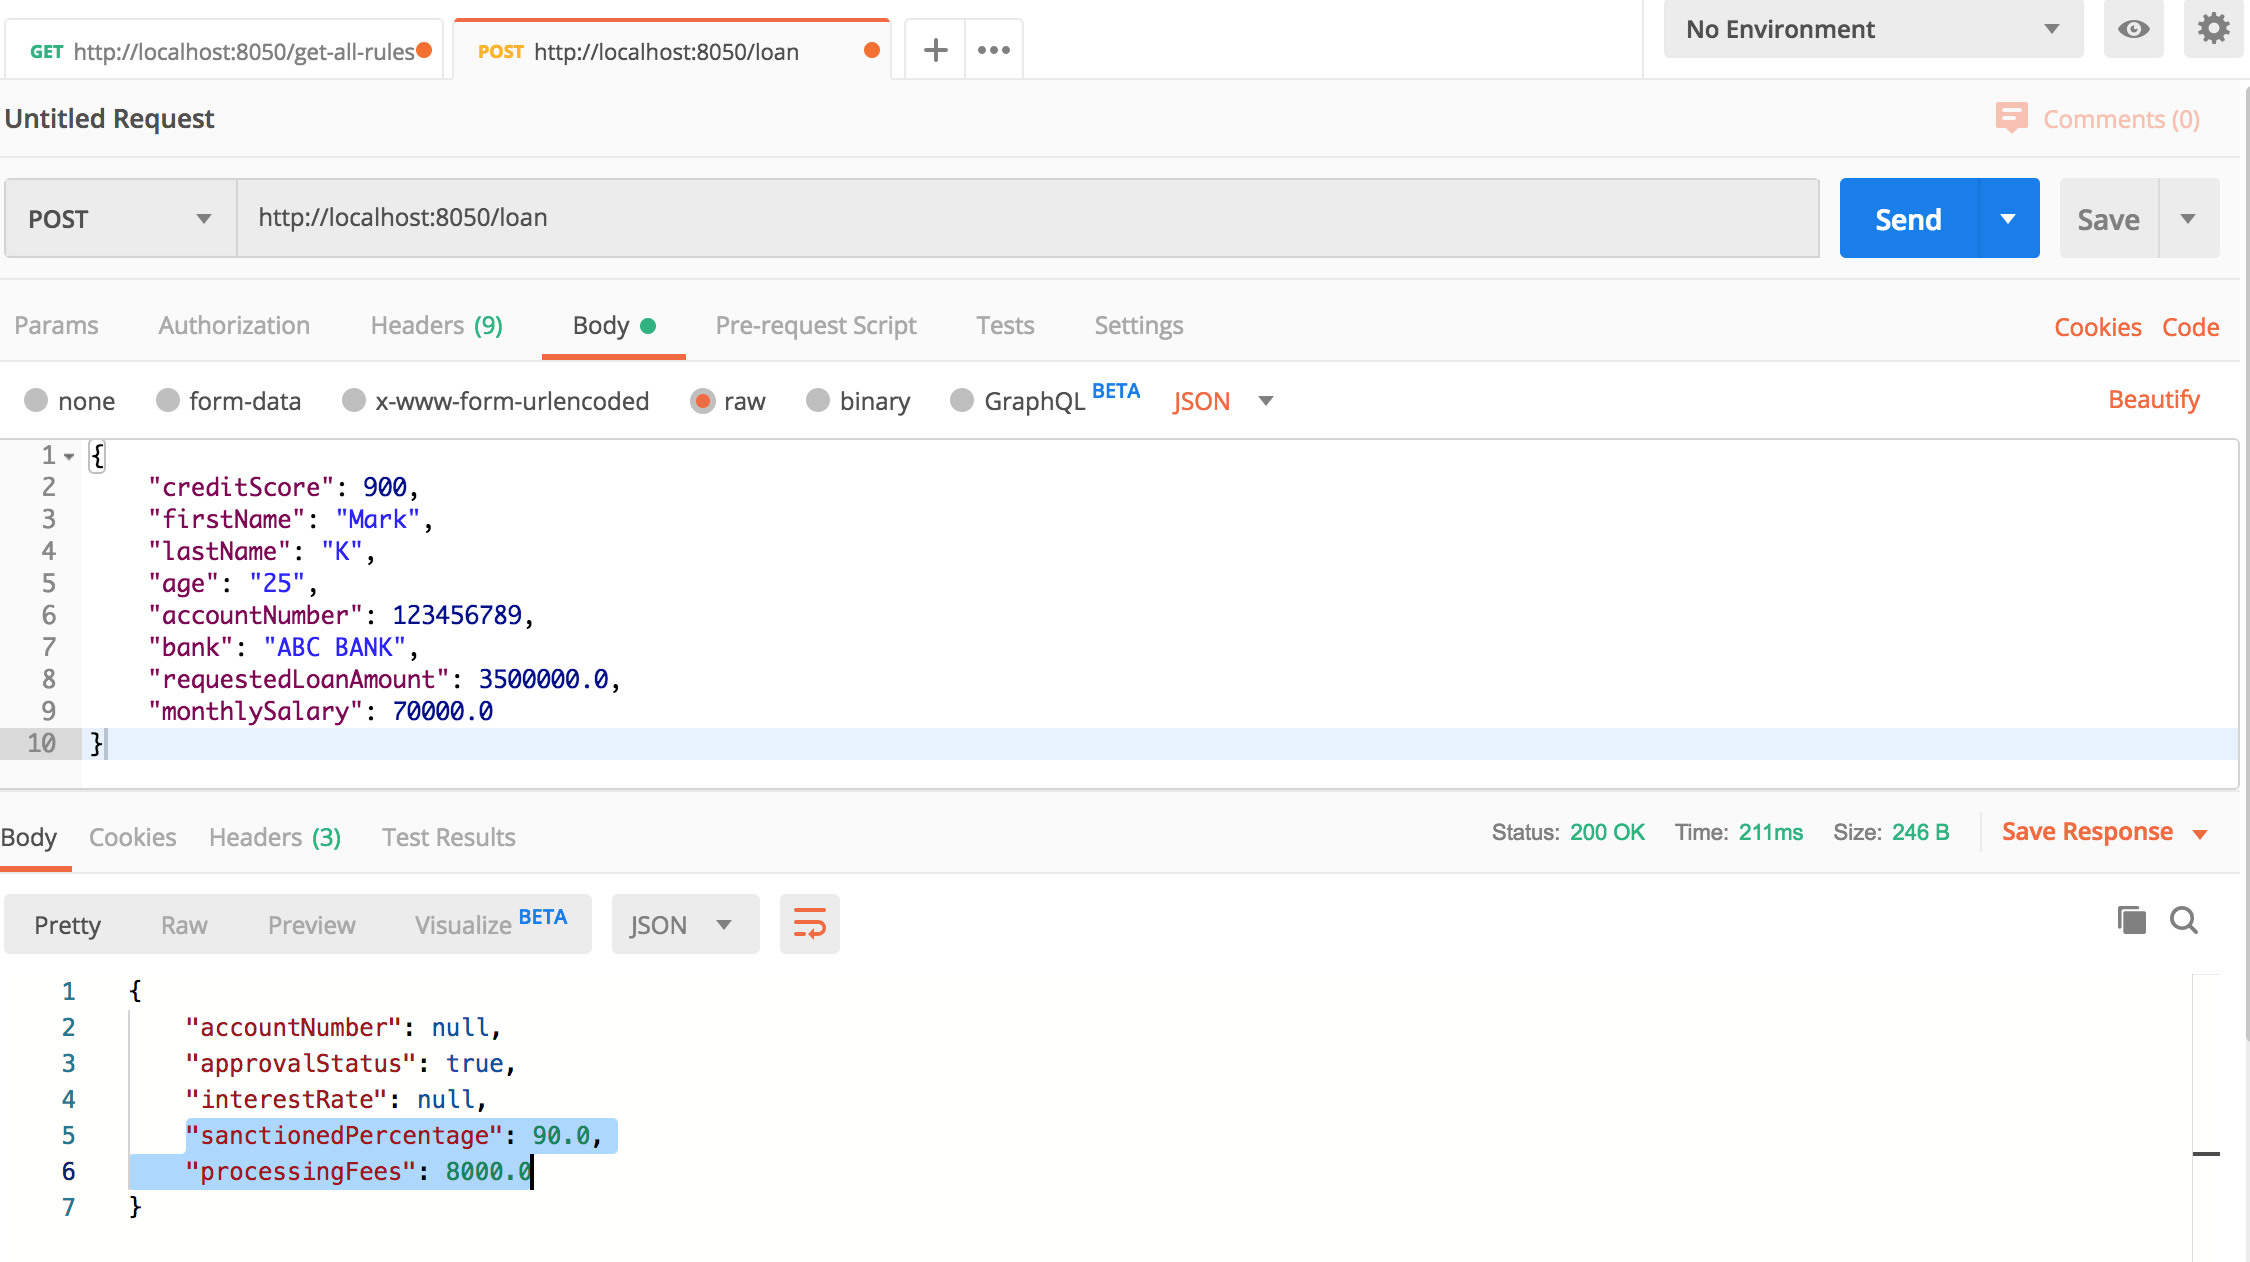 GET http://localhost:8050/get-all-rules
POST http://localhost:8050/loan
No Environment
Untitled Request
Comments (0)
POST
http://localhost:8050/loan
Send
Save
Params Authorization Headers (9) Body Pre-request Script Tests Settings Cookies Code
none form-data x-www-form-urlencoded raw binary GraphQL BETA JSON Beautify
1 {
2 "creditScore": 900,
3 "firstName": "Mark",
4 "lastName": "K",
5 "age": "25",
6 "accountNumber": 123456789,
7 "bank": "ABC BANK",
8 "requestedLoanAmount": 3500000.0,
9 "monthlySalary": 70000.0
10 }
Body Cookies Headers (3) Test Results Status: 200 OK Time: 211ms Size: 246 B Save Response
Pretty Raw Preview Visualize BETA JSON
1 {
2 "accountNumber": null,
3 "approvalStatus": true,
4 "interestRate": null,
5 "sanctionedPercentage": 90.0,
6 "processingFees": 8000.0
7 }